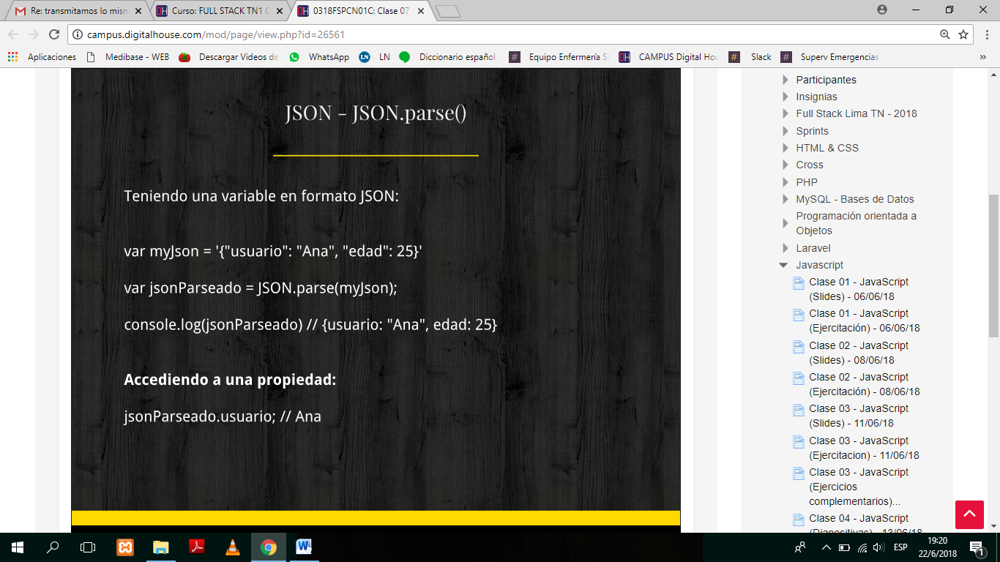 Re: transmitamos lo mism
Curso: FULL STACK TN1 C
0318FSPCN01C: Clase 07
campus.digitalhouse.com/mod/page/view.php?id=26561
Aplicaciones
Medibase - WEB
Descargar Videos de
WhatsApp
LN
LN
Diccionario español
Equipo Enfermería S
DH
CAMPUS Digital Hou
Slack
Superv Emergencias
»
JSON - JSON.parse()
Teniendo una variable en formato JSON:
var myJson = '{"usuario": "Ana", "edad": 25}'
var jsonParseado = JSON.parse(myJson);
console.log(jsonParseado) // {usuario: "Ana", edad: 25}
Accediendo a una propiedad:
jsonParseado.usuario; // Ana
Participantes
Insignias
Full Stack Lima TN - 2018
Sprints
HTML & CSS
Cross
PHP
MySQL - Bases de Datos
Programación orientada a
Objetos
Laravel
Javascript
Clase 01 - JavaScript
(Slides) - 06/06/18
Clase 01 - JavaScript
(Ejercitación) - 06/06/18
Clase 02 - JavaScript
(Slides) - 08/06/18
Clase 02 - JavaScript
(Ejercitación) - 08/06/18
Clase 03 - JavaScript
(Slides) - 11/06/18
Clase 03 - JavaScript
(Ejercitacion) - 11/06/18
Clase 03 - JavaScript
(Ejercicios
complementarios)...
Clase 04 - JavaScript
(Diapositivas) - 13/06/18
ESP
19:20
22/6/2018
1